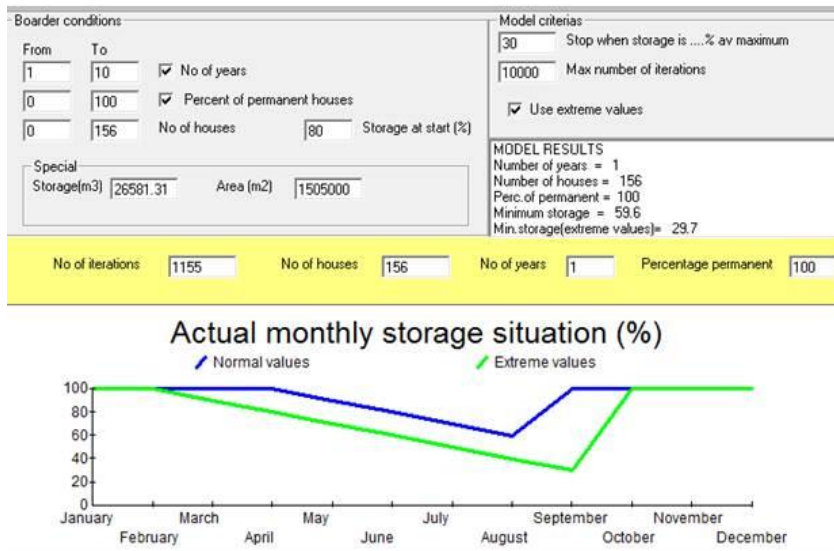 Boarder conditions
From To
1 10 No of years
0 100 Percent of permanent houses
0 156 No of houses 80 Storage at start (%)
Special
Storage(m3) 26581.31 Area (m2) 1505000
Model criterias
30 Stop when storage is ....% av maximum
10000 Max number of iterations
Use extreme values
MODEL RESULTS
Number of years = 1
Number of houses = 156
Perc.of permanent = 100
Minimum storage = 59.6
Min.storage(extreme values)= 29.7
No of iterations 1155 No of houses 156 No of years 1 Percentage permanent 100
Actual monthly storage situation (%)
Normal values Extreme values
100
80
60
40
20
0
January March May July September November
February April June August October December